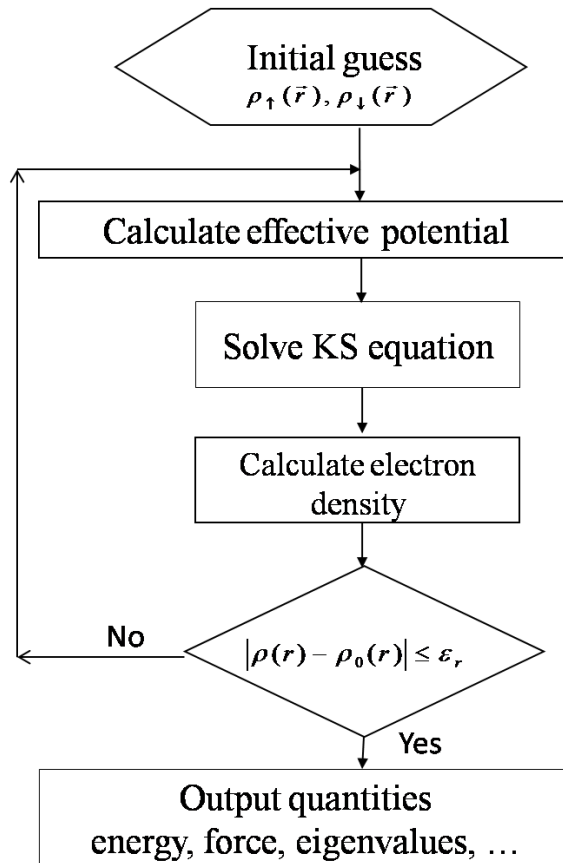 Initial guess
ρ↑(r⃗), ρ↓(r⃗)
Calculate effective potential
Solve KS equation
Calculate electron
density
No
|ρ(r) − ρ₀(r)| ≤ εᵣ
Yes
Output quantities
energy, force, eigenvalues, …